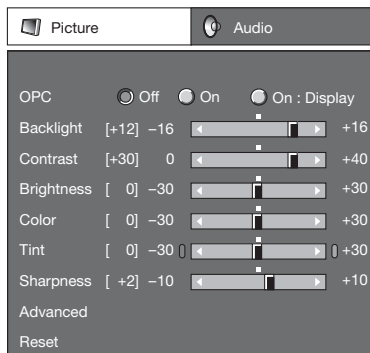 Picture Audio
OPC Off On On : Display
Backlight [+12] –16 +16
Contrast [+30] 0 +40
Brightness [ 0] –30 +30
Color [ 0] –30 +30
Tint [ 0] –30 +30
Sharpness [ +2] –10 +10
Advanced
Reset